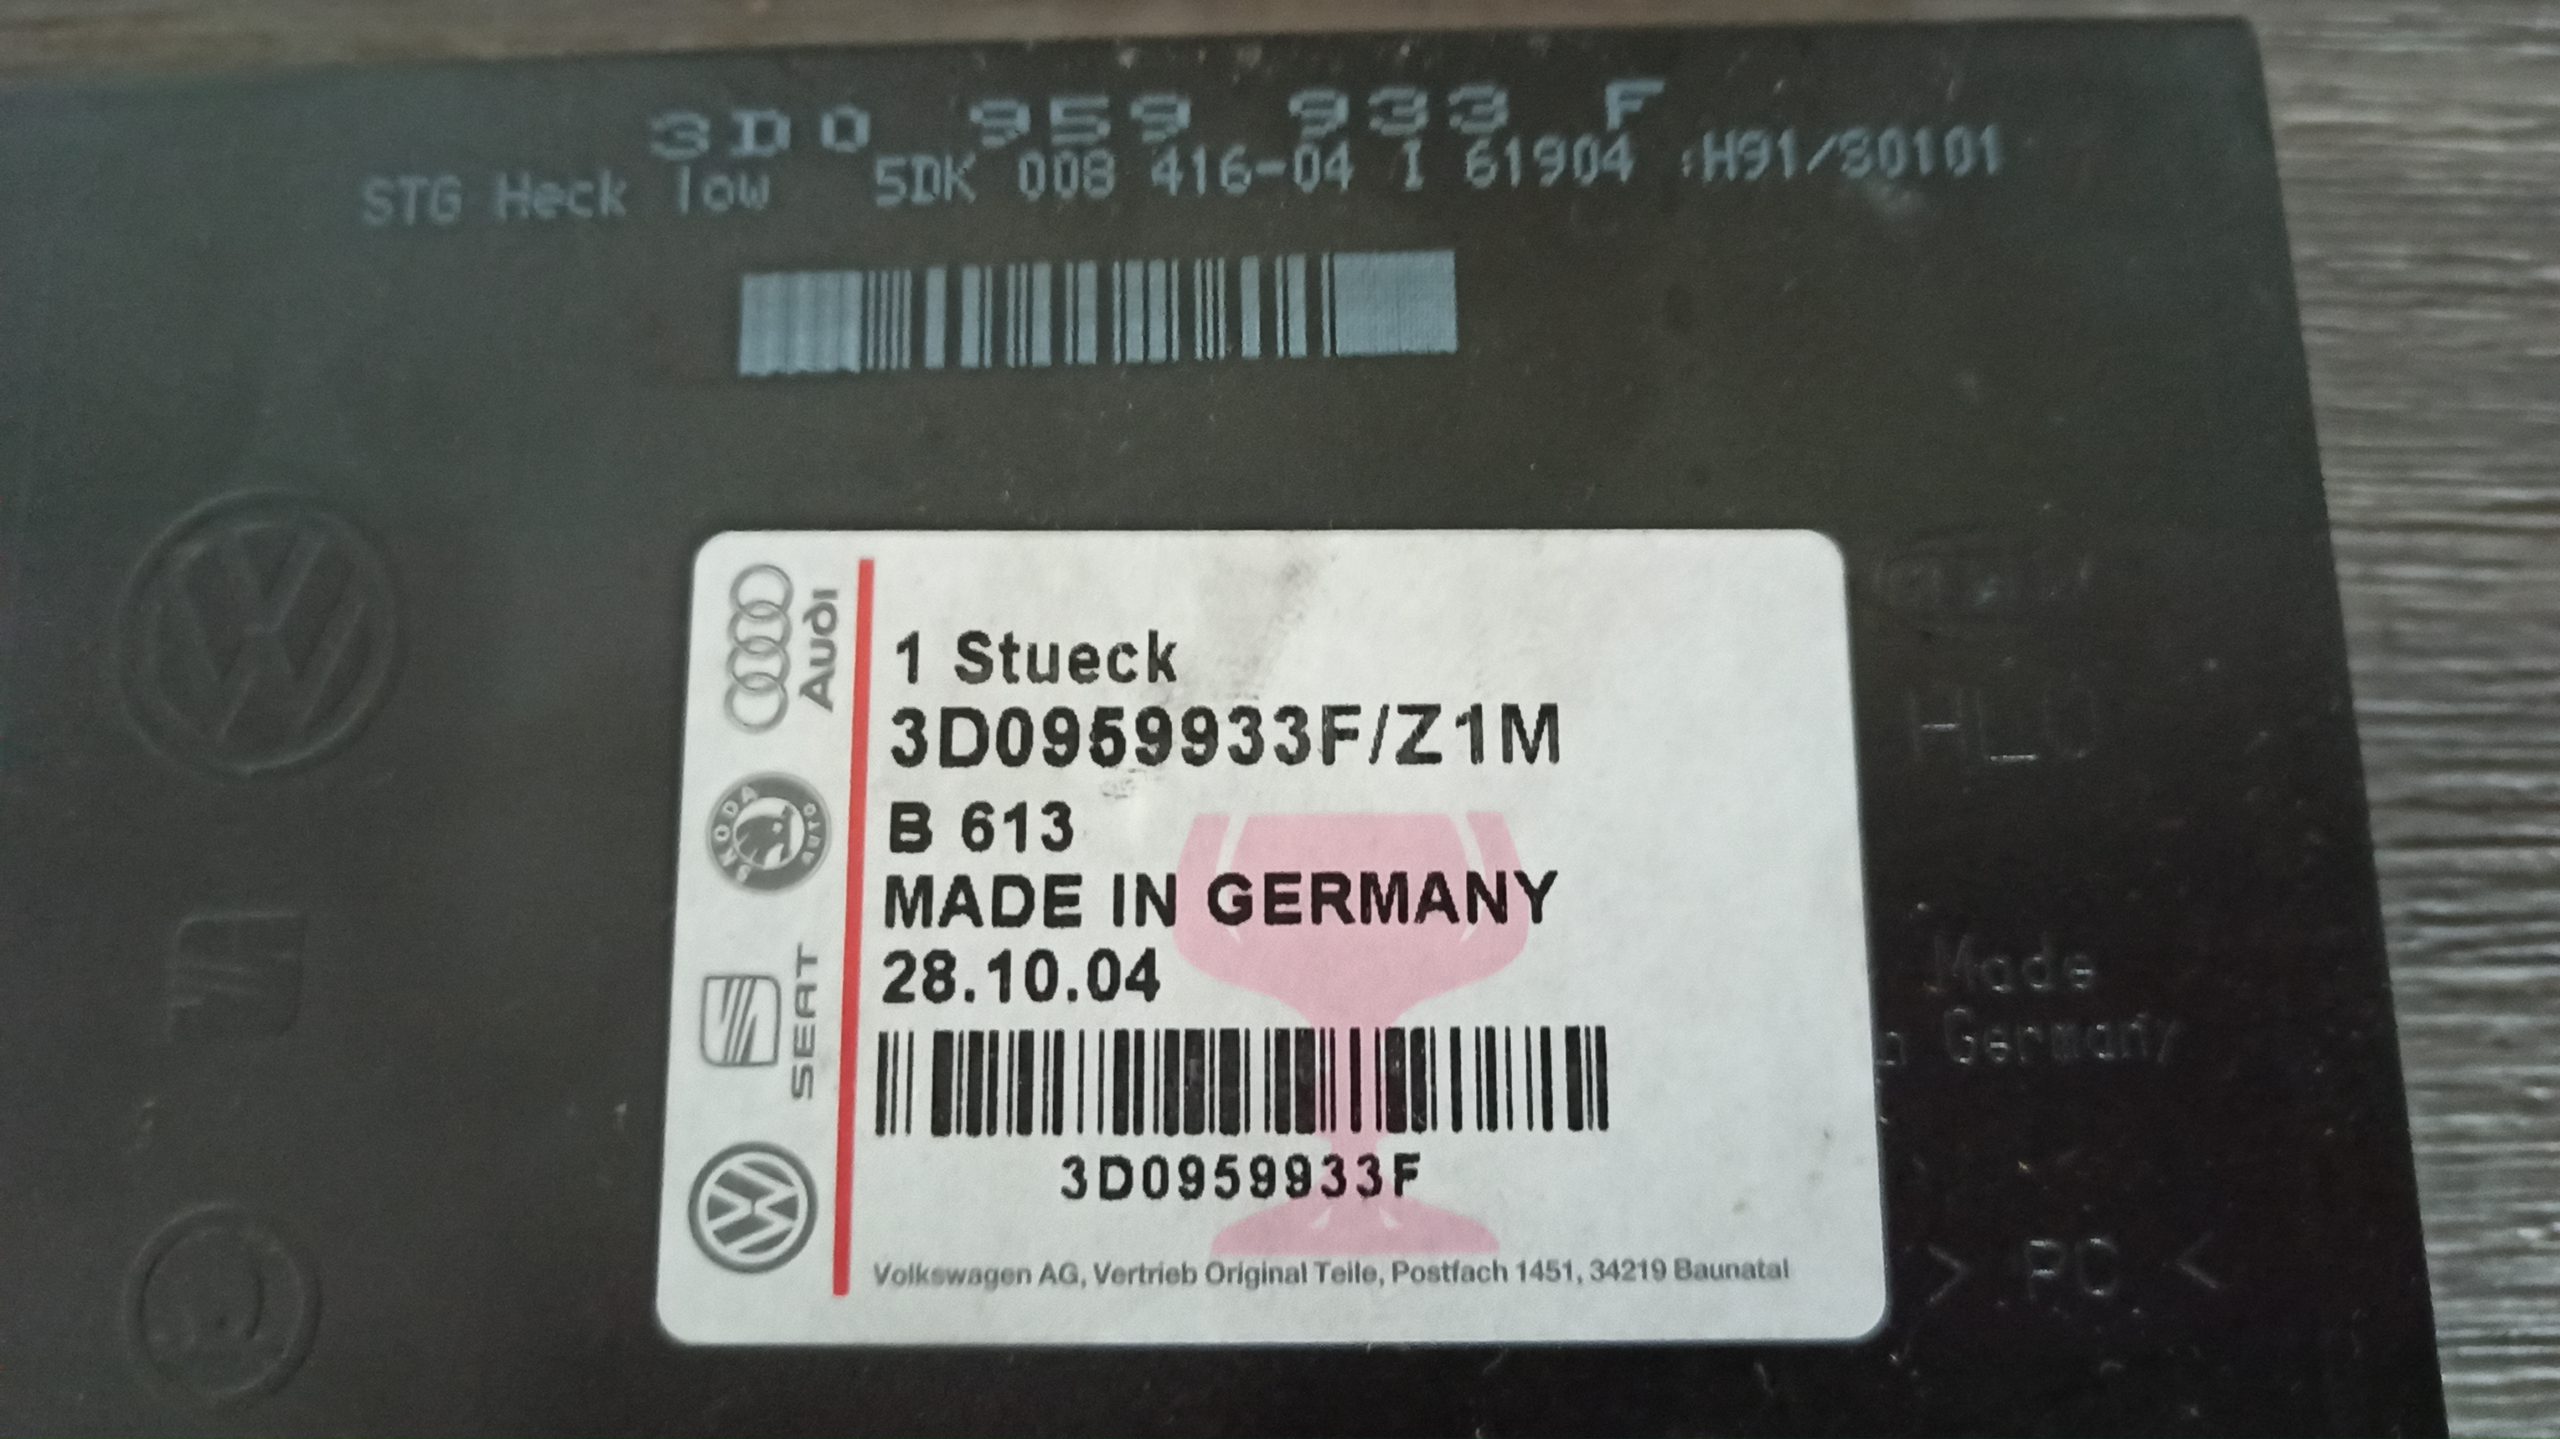 3D0 959 933 F
STG Heck low 5DK 008 416-04 I 61904 :H91/80101
Audi
1 Stueck
3D0959933F/Z1M
SKODA AUTO
B 613
MADE IN GERMANY
28.10.04
SEAT
3D0959933F
Volkswagen AG, Vertrieb Original Teile, Postfach 1451, 34219 Baunatal
Made
Germany
> PC <